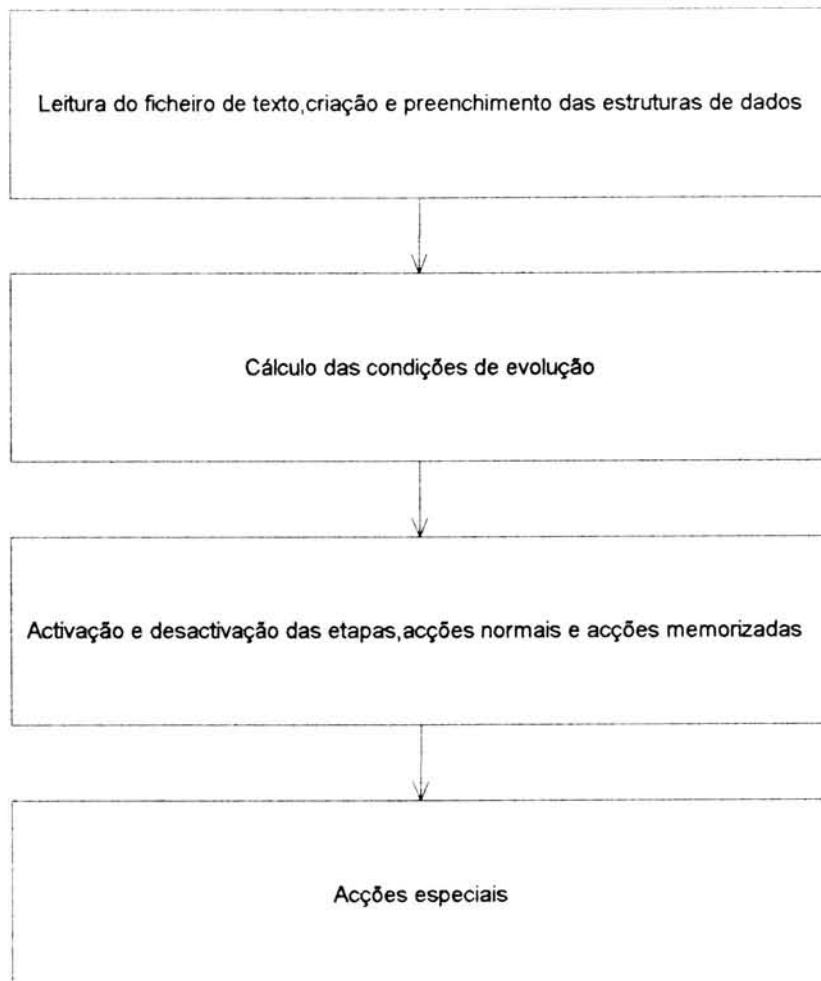 Leitura do ficheiro de texto,criação e preenchimento das estruturas de dados
Cálculo das condições de evolução
Activação e desactivação das etapas,acções normais e acções memorizadas
Acções especiais